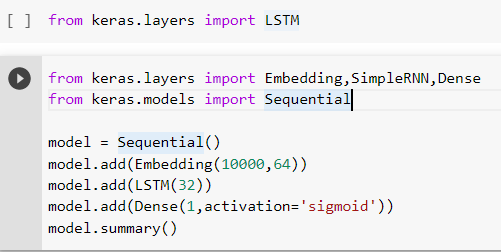 [ ] from keras.layers import LSTM
from keras.layers import Embedding,SimpleRNN,Dense
from keras.models import Sequential
model = Sequential()
model.add(Embedding(10000,64))
model.add(LSTM(32))
model.add(Dense(1,activation='sigmoid'))
model.summary()